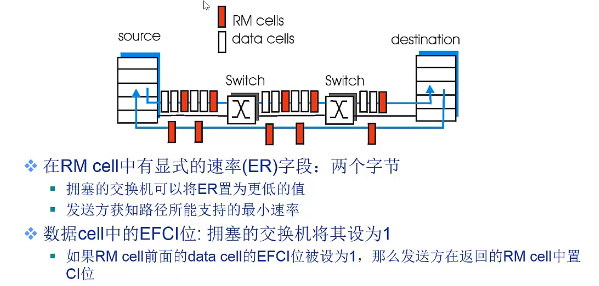 RM cells
data cells
source
destination
Switch
Switch
在RM cell中有显式的速率(ER)字段：两个字节
拥塞的交换机可以将ER置为更低的值
发送方获知路径所能支持的最小速率
数据cell中的EFCI位: 拥塞的交换机将其设为1
如果RM cell前面的data cell的EFCI位被设为1，那么发送方在返回的RM cell中置
CI位